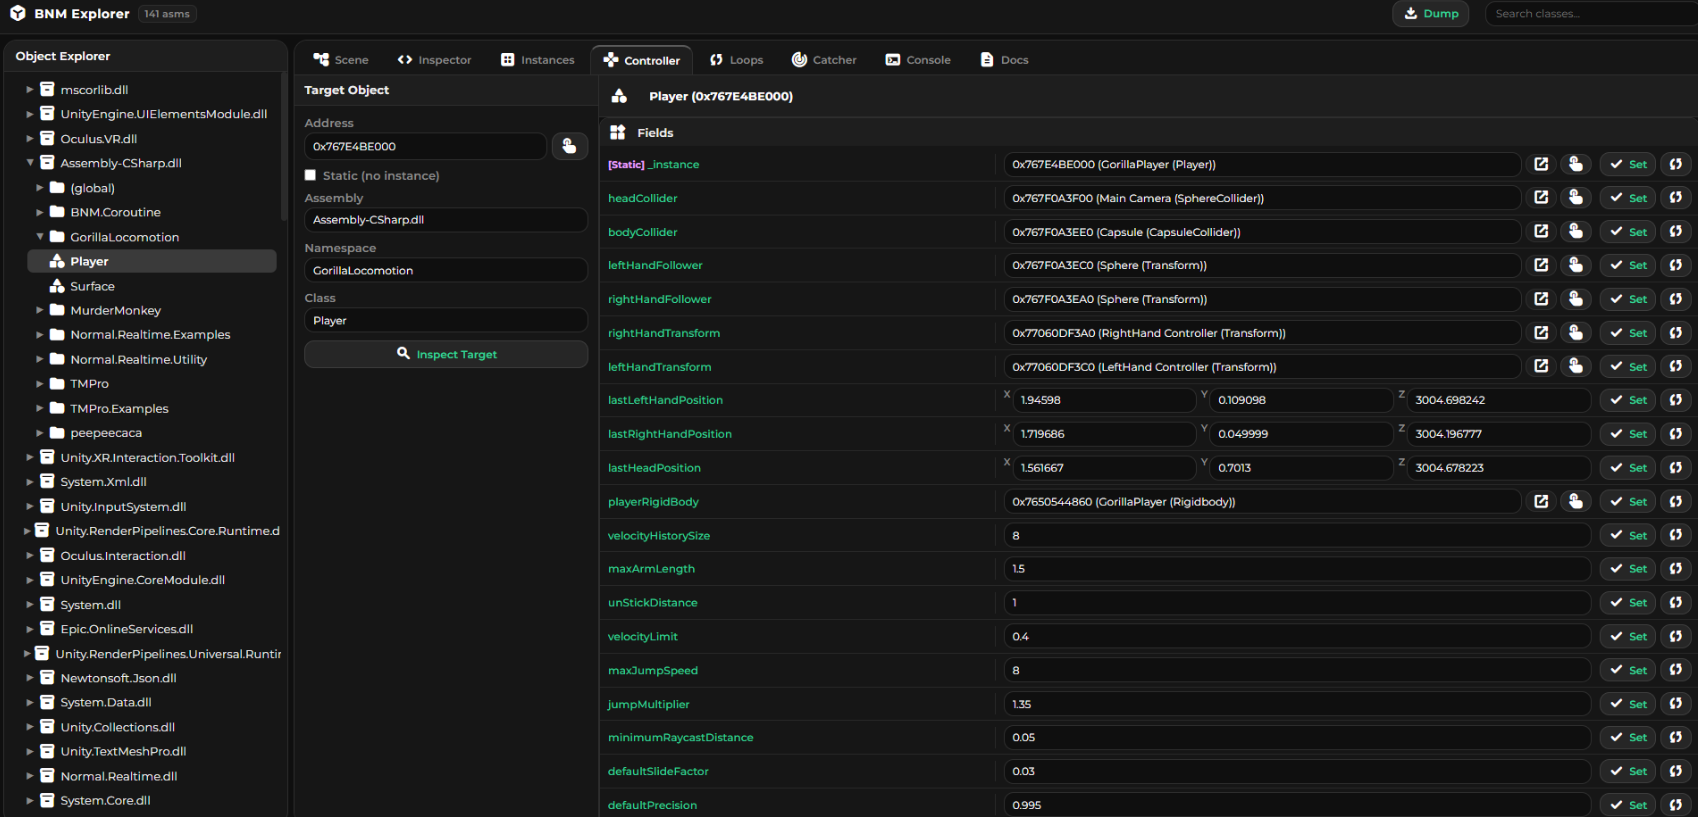 BNM Explorer 141 asms Dump Search classes...
Object Explorer
mscorlib.dll
UnityEngine.UIElementsModule.dll
Oculus.VR.dll
Assembly-CSharp.dll
(global)
BNM.Coroutine
GorillaLocomotion
Player
Surface
MurderMonkey
Normal.Realtime.Examples
Normal.Realtime.Utility
TMPro
TMPro.Examples
peepeecaca
Unity.XR.Interaction.Toolkit.dll
System.Xml.dll
Unity.InputSystem.dll
Unity.RenderPipelines.Core.Runtime.d
Oculus.Interaction.dll
UnityEngine.CoreModule.dll
System.dll
Epic.OnlineServices.dll
Unity.RenderPipelines.Universal.Runtir
Newtonsoft.Json.dll
System.Data.dll
Unity.Collections.dll
Unity.TextMeshPro.dll
Normal.Realtime.dll
System.Core.dll
Scene Inspector Instances Controller Loops Catcher Console Docs
Target Object
Address
0x767E4BE000
Static (no instance)
Assembly
Assembly-CSharp.dll
Namespace
GorillaLocomotion
Class
Player
Inspect Target
Player (0x767E4BE000)
Fields
[Static] _instance 0x767E4BE000 (GorillaPlayer (Player)) Set
headCollider 0x767F0A3F00 (Main Camera (SphereCollider)) Set
bodyCollider 0x767F0A3EE0 (Capsule (CapsuleCollider)) Set
leftHandFollower 0x767F0A3EC0 (Sphere (Transform)) Set
rightHandFollower 0x767F0A3EA0 (Sphere (Transform)) Set
rightHandTransform 0x77060DF3A0 (RightHand Controller (Transform)) Set
leftHandTransform 0x77060DF3C0 (LeftHand Controller (Transform)) Set
lastLeftHandPosition X 1.94598 Y 0.109098 Z 3004.698242 Set
lastRightHandPosition X 1.719686 Y 0.049999 Z 3004.196777 Set
lastHeadPosition X 1.561667 Y 0.7013 Z 3004.678223 Set
playerRigidBody 0x7650544860 (GorillaPlayer (Rigidbody)) Set
velocityHistorySize 8 Set
maxArmLength 1.5 Set
unStickDistance 1 Set
velocityLimit 0.4 Set
maxJumpSpeed 8 Set
jumpMultiplier 1.35 Set
minimumRaycastDistance 0.05 Set
defaultSlideFactor 0.03 Set
defaultPrecision 0.995 Set